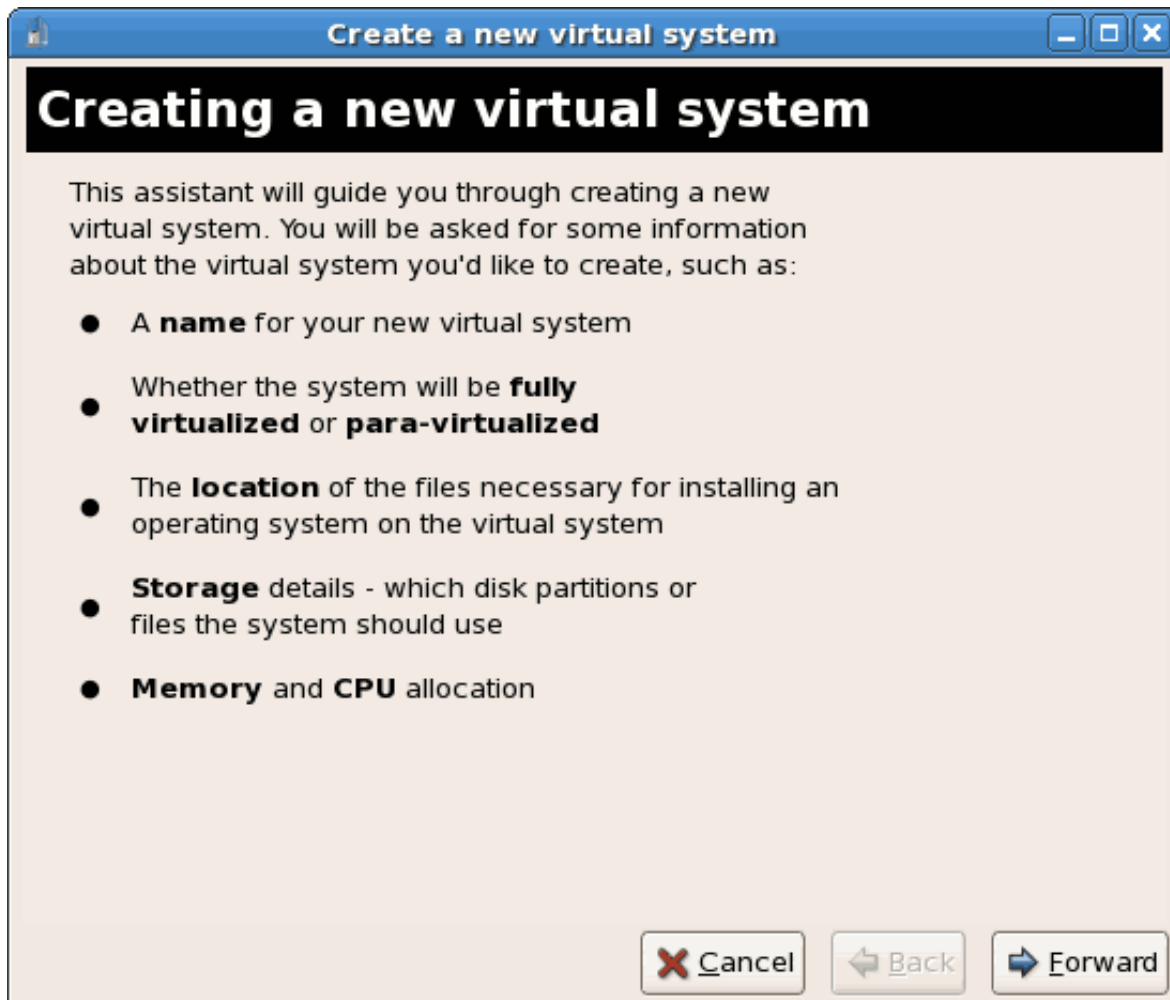 Create a new virtual system
Creating a new virtual system
This assistant will guide you through creating a new
virtual system. You will be asked for some information
about the virtual system you'd like to create, such as:
● A name for your new virtual system
● Whether the system will be fully
virtualized or para-virtualized
● The location of the files necessary for installing an
operating system on the virtual system
● Storage details - which disk partitions or
files the system should use
● Memory and CPU allocation
Cancel Back Forward